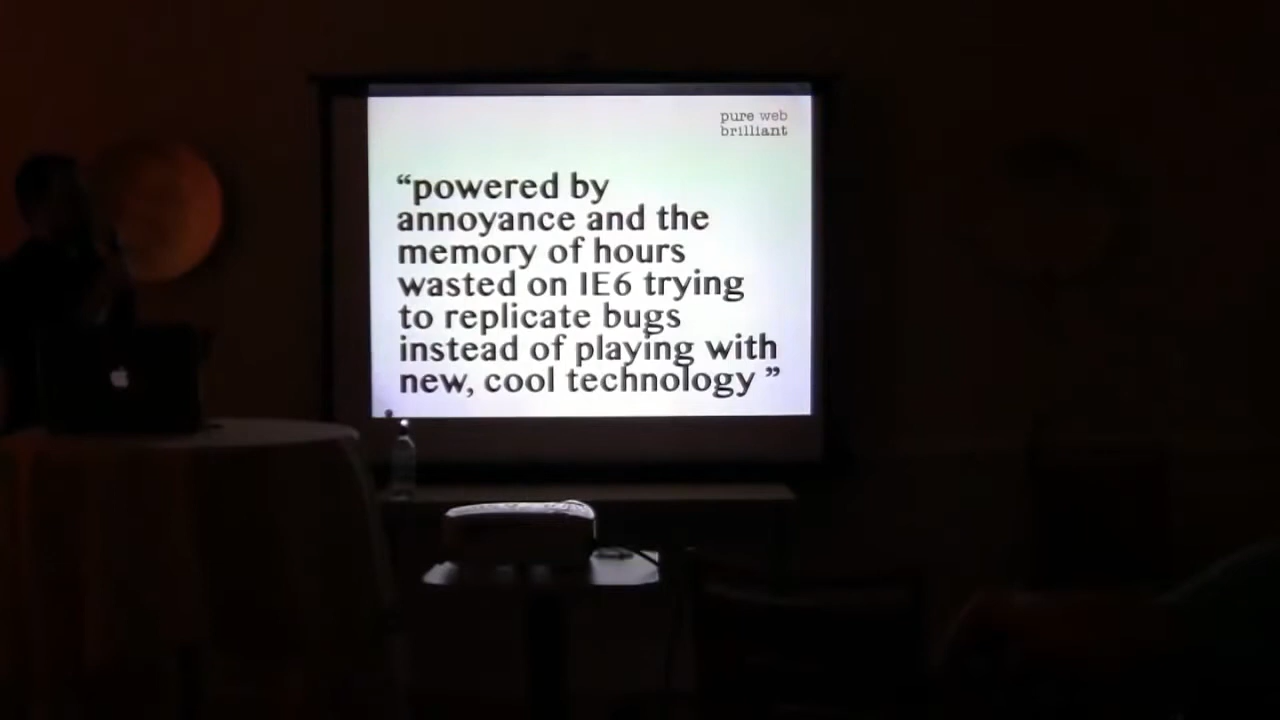 pure web
brilliant
“powered by
annoyance and the
memory of hours
wasted on IE6 trying
to replicate bugs
instead of playing with
new, cool technology ”